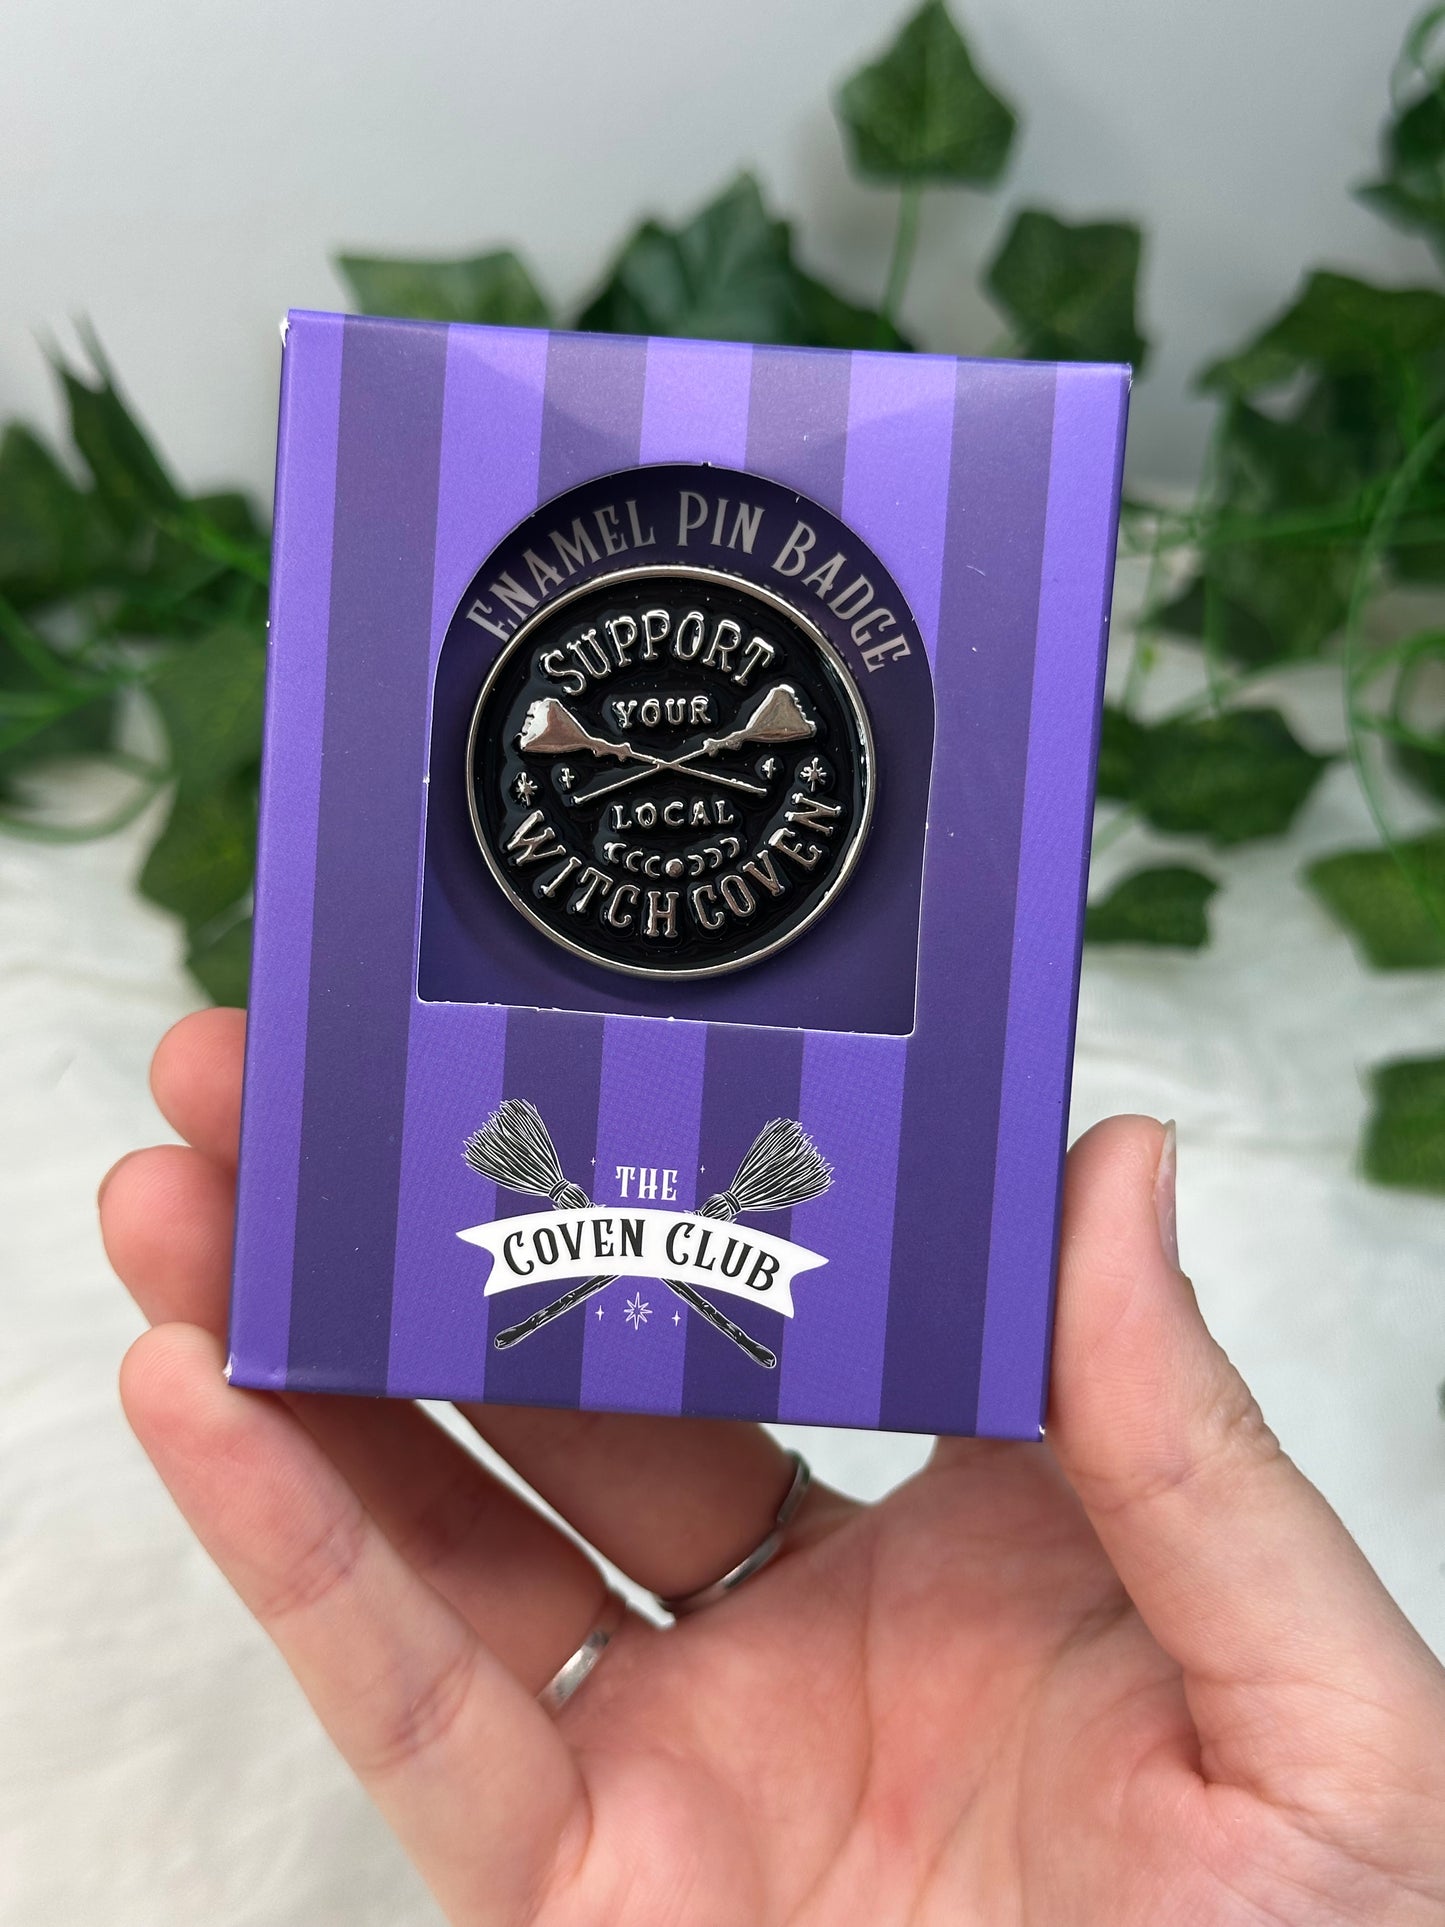 ENAMEL PIN BADGE
SUPPORT
YOUR
LOCAL
WITCH COVEN
THE
COVEN CLUB